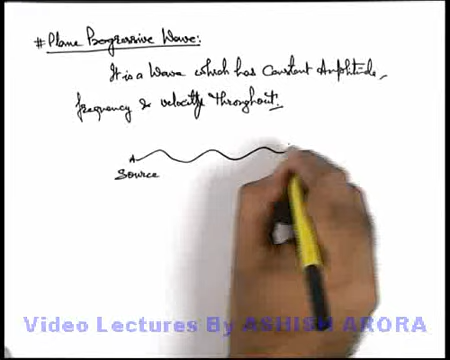 # Plane Progressive Wave:
It is a Wave which has Constant Amplitude,
frequency & velocity throughout.
A
Source
Video Lectures By ASHISH ARORA